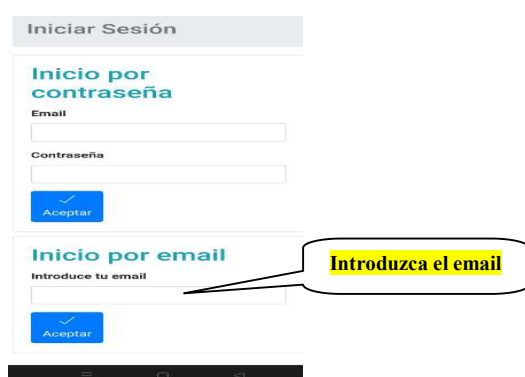 Iniciar Sesión
Inicio por
contraseña
Email
Contraseña
Aceptar
Inicio por email
Introduce tu email
Introduzca el email
Aceptar